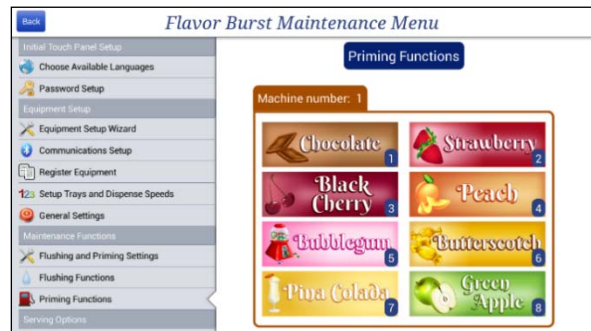 Back
Flavor Burst Maintenance Menu
Initial Touch Panel Setup
Choose Available Languages
Password Setup
Equipment Setup
Equipment Setup Wizard
Communications Setup
Register Equipment
123 Setup Trays and Dispense Speeds
General Settings
Maintenance Functions
Flushing and Priming Settings
Flushing Functions
Priming Functions
Serving Options
Priming Functions
Machine number: 1
Chocolate 1
Strawberry 2
Black
Cherry 3
Peach 4
Bubblegum 5
Butterscotch 6
Pina Colada 7
Green
Apple 8